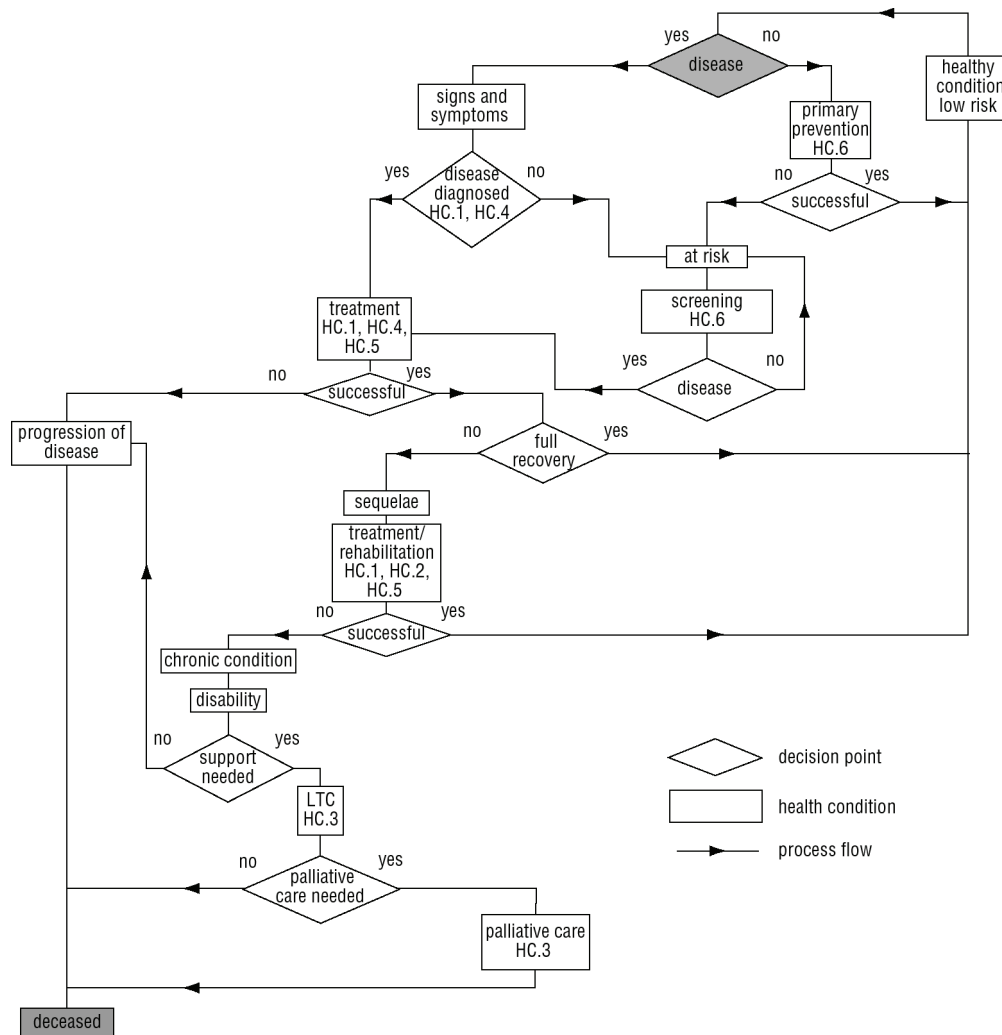 yes
no
disease
healthy
condition
low risk
signs and
symptoms
primary
prevention
HC.6
yes
disease
diagnosed
HC.1, HC.4
no
no
yes
successful
at risk
screening
HC.6
treatment
HC.1, HC.4,
HC.5
yes
no
disease
no
yes
successful
progression of
disease
no
full
recovery
yes
sequelae
treatment/
rehabilitation
HC.1, HC.2,
HC.5
no
yes
successful
chronic condition
disability
no
yes
support
needed
LTC
HC.3
no
yes
palliative
care needed
palliative care
HC.3
deceased
decision point
health condition
process flow